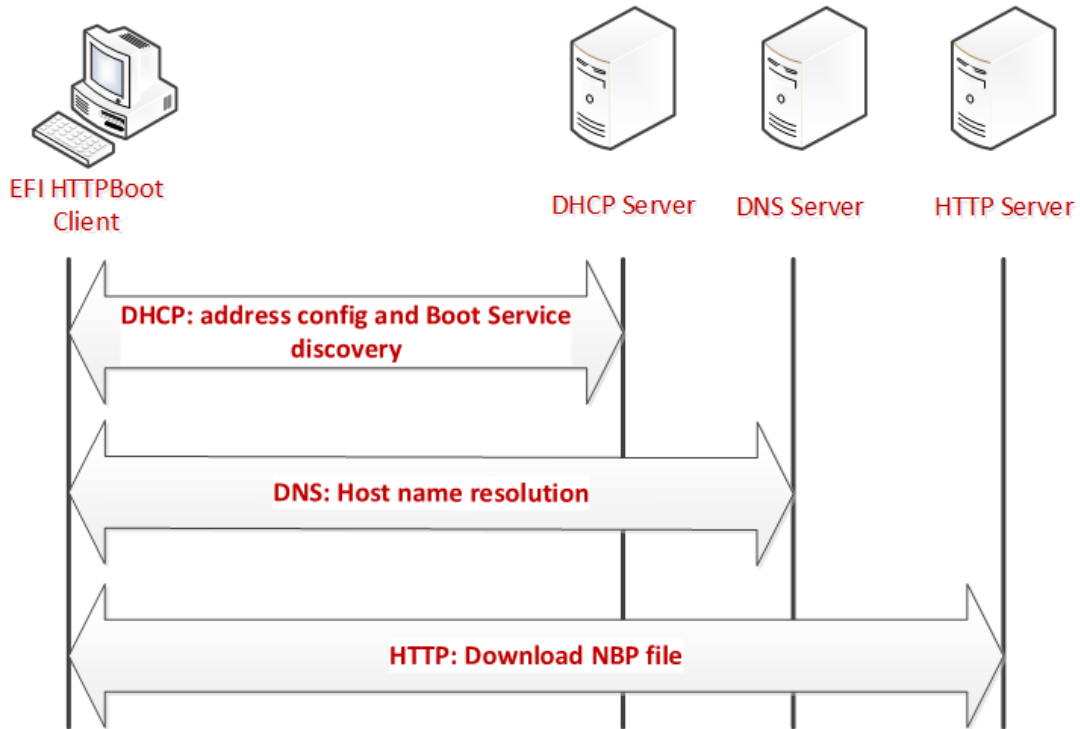 EFI HTTPBoot
Client
DHCP Server
DNS Server
HTTP Server
DHCP: address config and Boot Service
discovery
DNS: Host name resolution
HTTP: Download NBP file